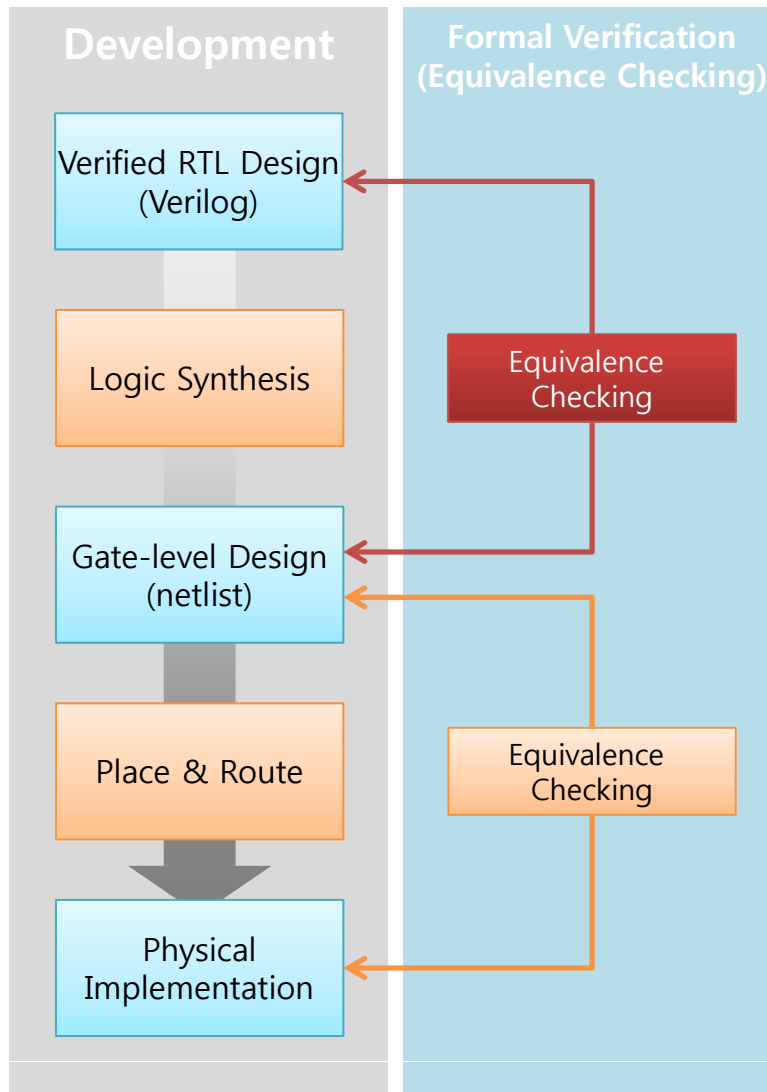 Development
Verified RTL Design
(Verilog)
Logic Synthesis
Gate-level Design
(netlist)
Place & Route
Physical
Implementation
Formal Verification
(Equivalence Checking)
Equivalence
Checking
Equivalence
Checking